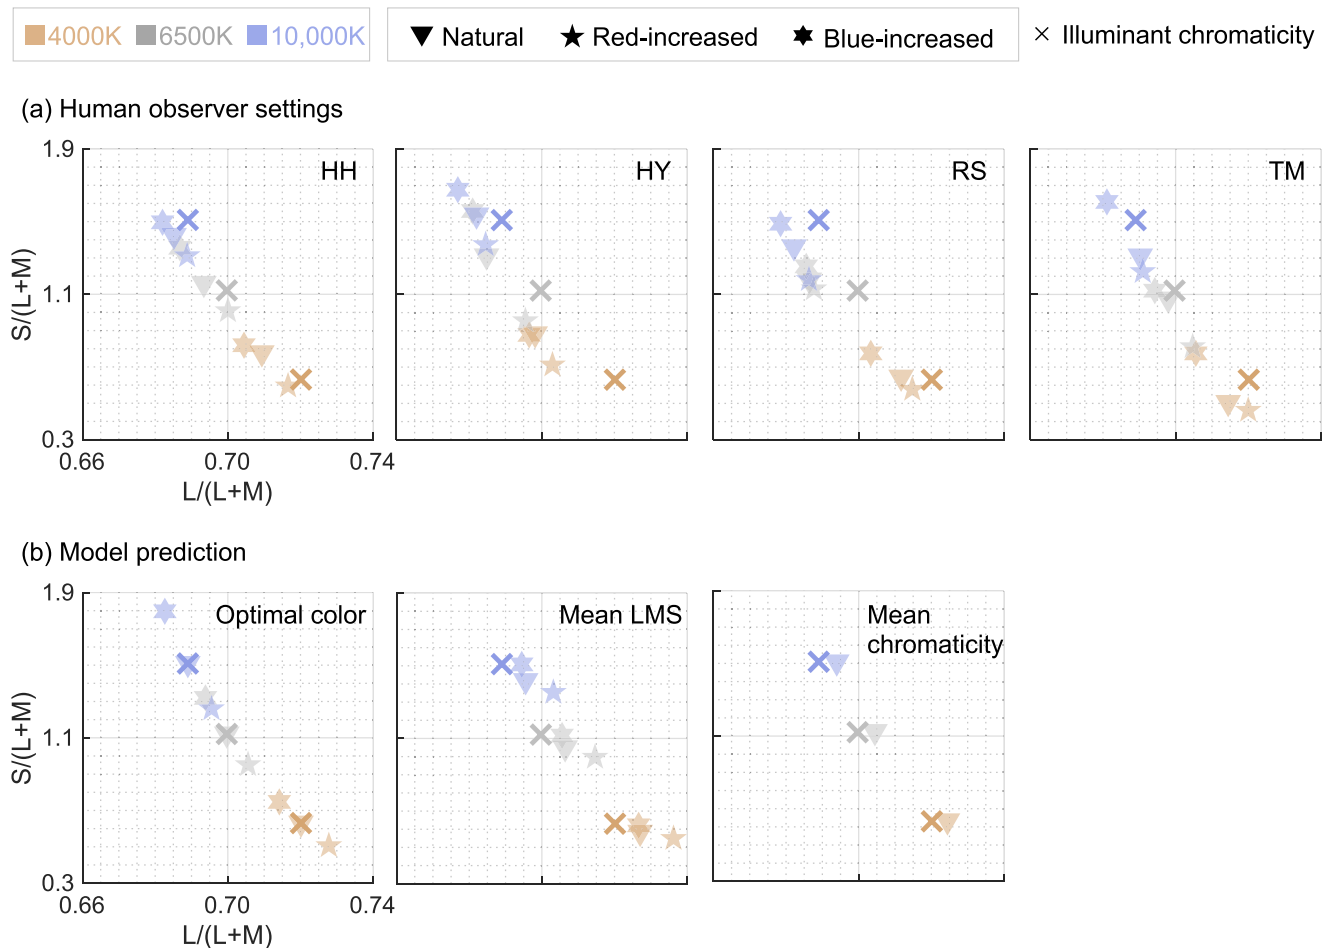 4000K 6500K 10,000K Natural Red-increased Blue-increased Illuminant chromaticity
(a) Human observer settings
HH HY RS TM
1.9
1.1
0.3
S/(L+M)
0.66 0.70 0.74
L/(L+M)
(b) Model prediction
Optimal color Mean LMS Mean
chromaticity
1.9
1.1
0.3
S/(L+M)
0.66 0.70 0.74
L/(L+M)